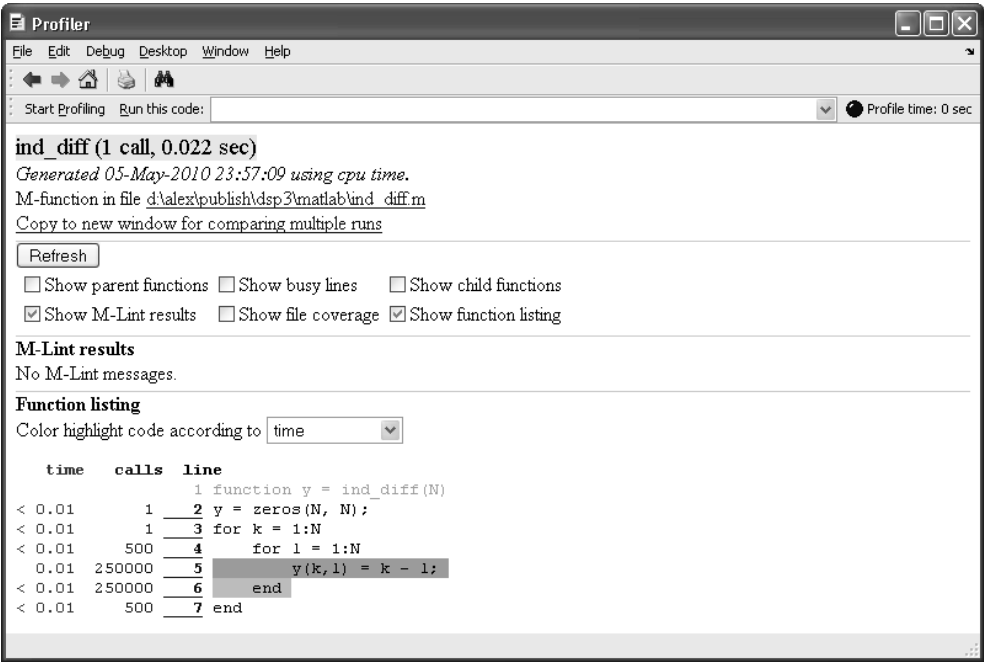 Profiler
File Edit Debug Desktop Window Help
Start Profiling Run this code: Profile time: 0 sec
ind_diff (1 call, 0.022 sec)
Generated 05-May-2010 23:57:09 using cpu time.
M-function in file d:\alex\publish\dsp3\matlab\ind_diff.m
Copy to new window for comparing multiple runs
Refresh
Show parent functions Show busy lines Show child functions
Show M-Lint results Show file coverage Show function listing
M-Lint results
No M-Lint messages.
Function listing
Color highlight code according to time
time calls line
1 function y = ind_diff(N)
< 0.01 1 2 y = zeros(N, N);
< 0.01 1 3 for k = 1:N
< 0.01 500 4 for l = 1:N
0.01 250000 5 y(k,l) = k - l;
< 0.01 250000 6 end
< 0.01 500 7 end